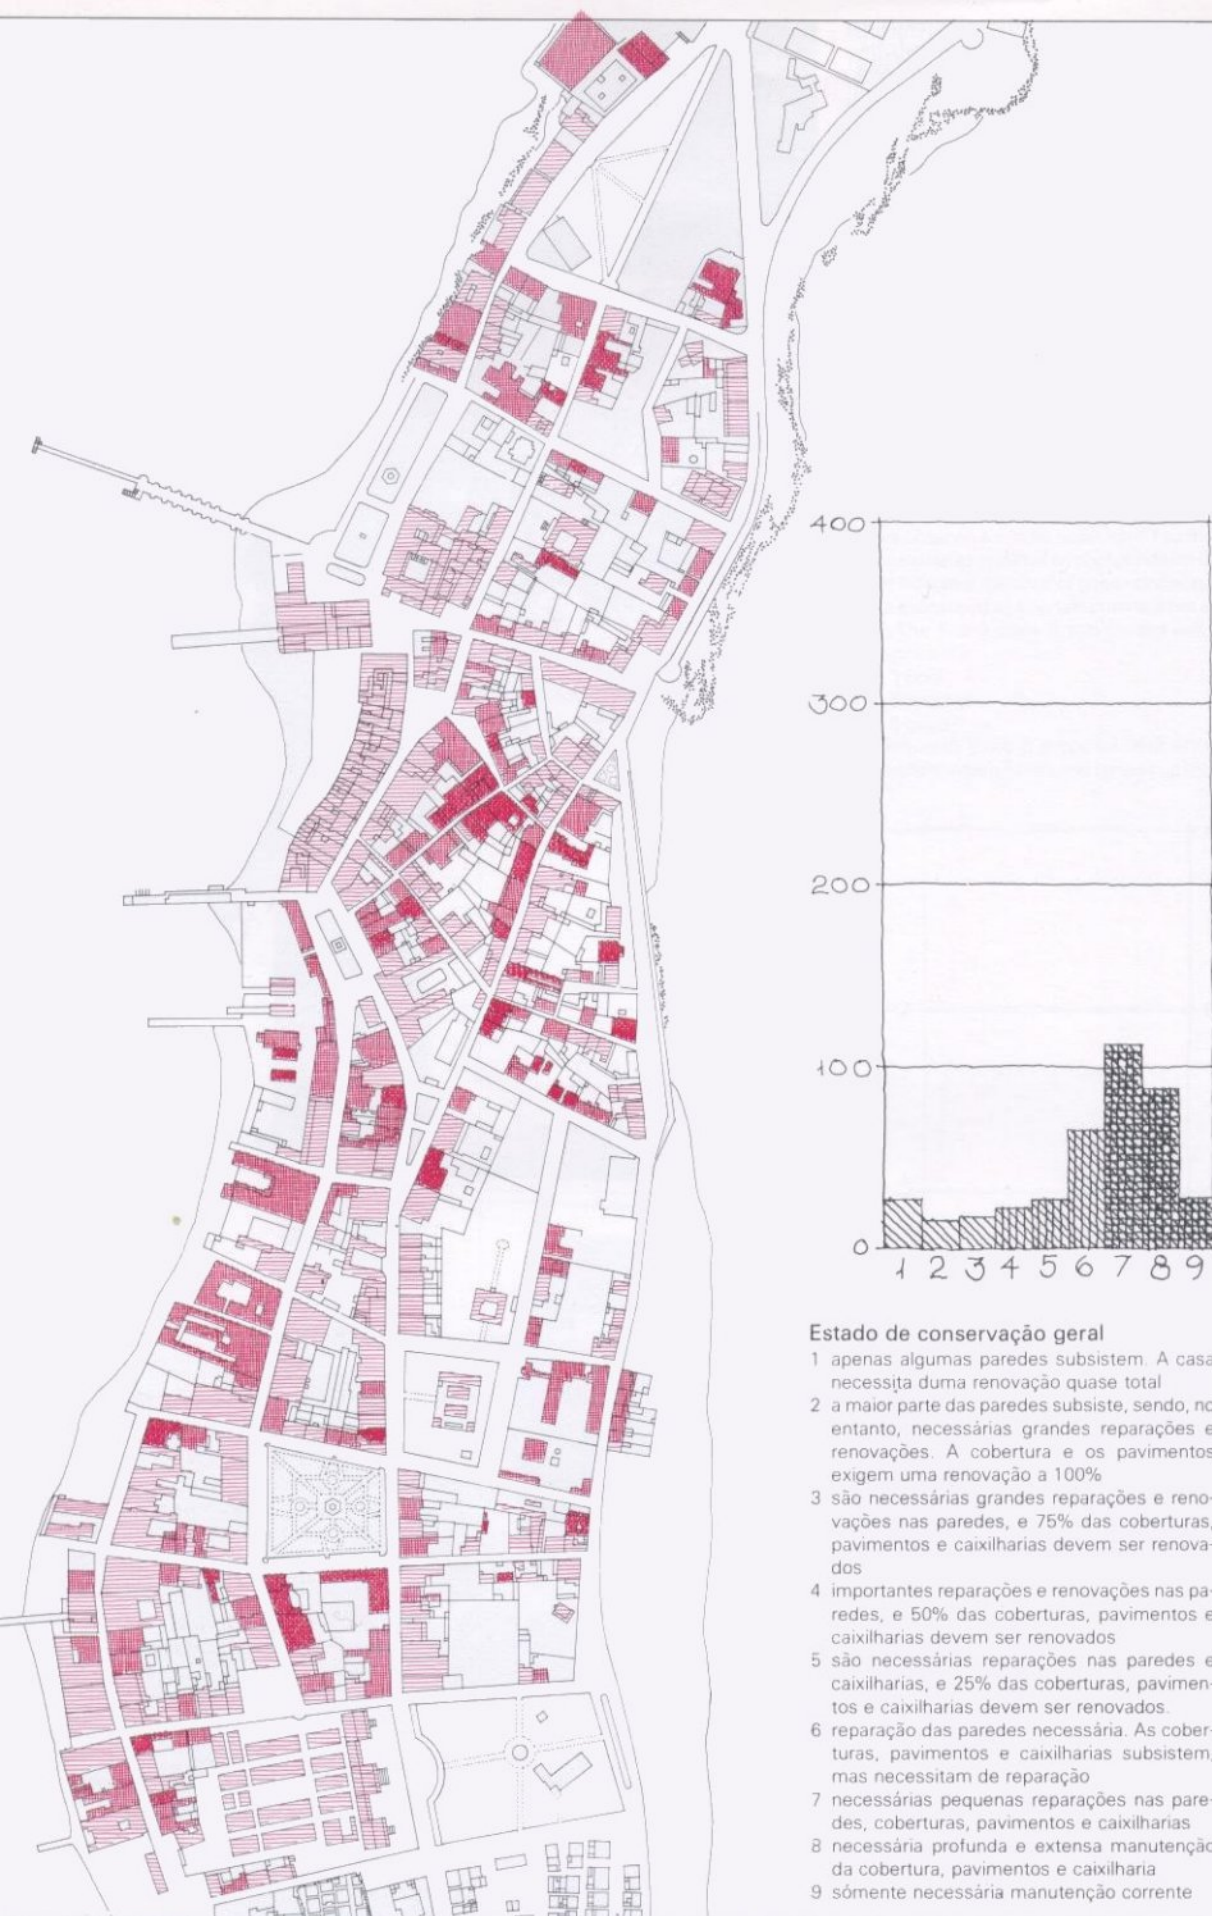 400
300
200
100
0
1 2 3 4 5 6 7 8 9
Estado de conservação geral
1 apenas algumas paredes subsistem. A casa
necessita duma renovação quase total
2 a maior parte das paredes subsiste, sendo, no
entanto, necessárias grandes reparações e
renovações. A cobertura e os pavimentos
exigem uma renovação a 100%
3 são necessárias grandes reparações e reno-
vações nas paredes, e 75% das coberturas,
pavimentos e caixilharias devem ser renova-
dos
4 importantes reparações e renovações nas pa-
redes, e 50% das coberturas, pavimentos e
caixilharias devem ser renovados
5 são necessárias reparações nas paredes e
caixilharias, e 25% das coberturas, pavimen-
tos e caixilharias devem ser renovados.
6 reparação das paredes necessária. As cober-
turas, pavimentos e caixilharias subsistem,
mas necessitam de reparação
7 necessárias pequenas reparações nas pare-
des, coberturas, pavimentos e caixilharias
8 necessária profunda e extensa manutenção
da cobertura, pavimentos e caixilharia
9 sómente necessária manutenção corrente